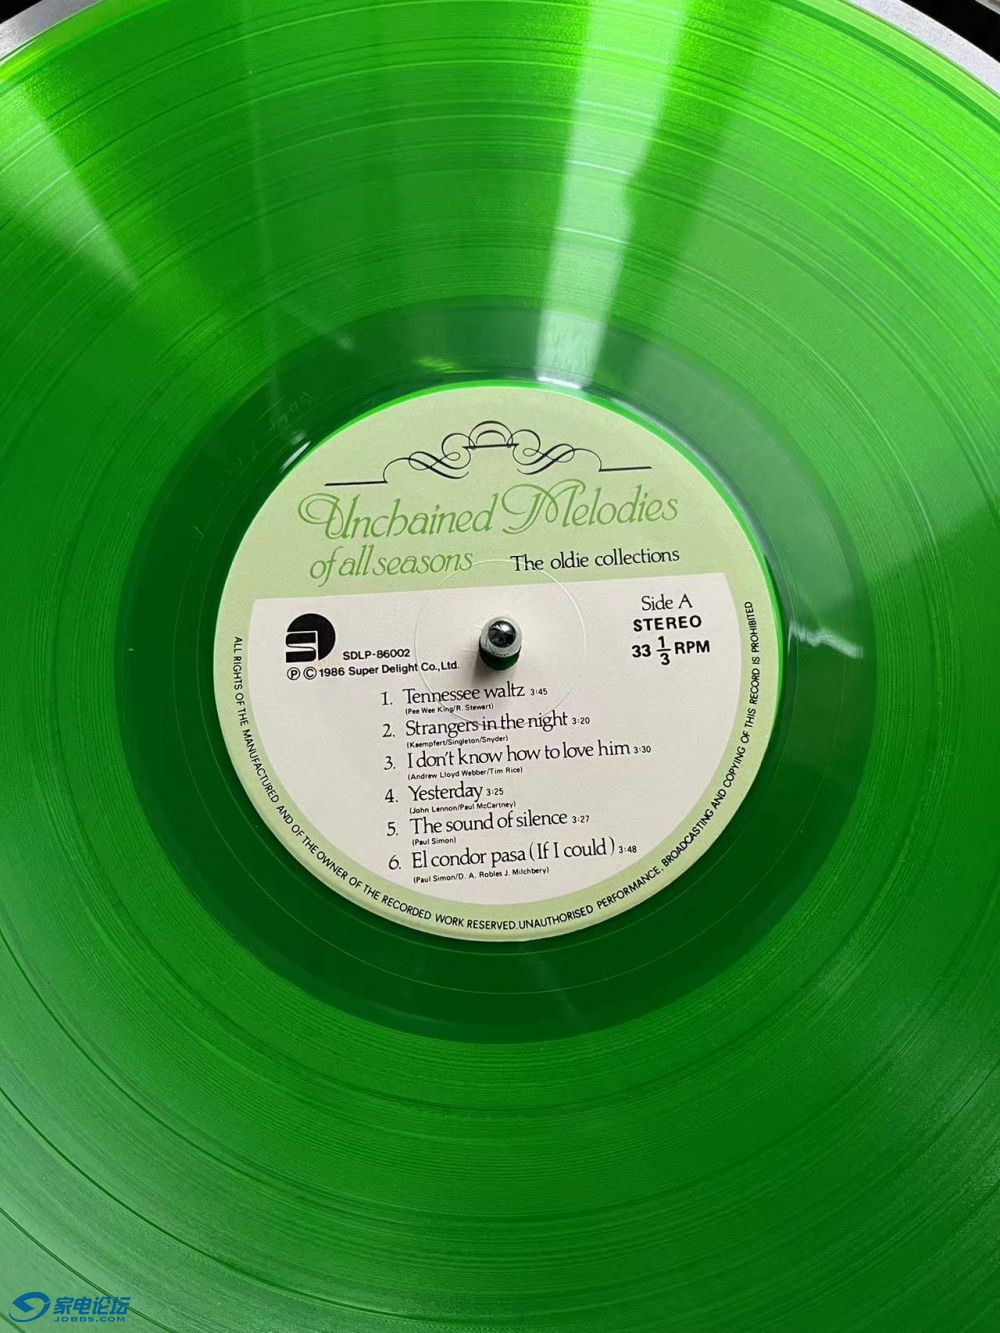 Unchained Melodies
of all seasons The oldie collections
Side A
STEREO
33 1/3 RPM
SDLP-86002
Ⓟ Ⓒ 1986 Super Delight Co.,Ltd.
1. Tennessee waltz 3:45
(Pee Wee King/R. Stewart)
2. Strangers in the night 3:20
(Kaempfert/Singleton/Snyder)
3. I don't know how to love him 3:30
(Andrew Lloyd Webber/Tim Rice)
4. Yesterday 3:25
(John Lennon/Paul McCartney)
5. The sound of silence 3:27
(Paul Simon)
6. El condor pasa (If I could) 3:48
(Paul Simon/D. A. Robles J. Milchbery)
ALL RIGHTS OF THE MANUFACTURED AND OF THE OWNER OF THE RECORDED WORK RESERVED. UNAUTHORISED PERFORMANCE, BROADCASTING AND COPYING OF THIS RECORD IS PROHIBITED
家电论坛
JDBBS.COM